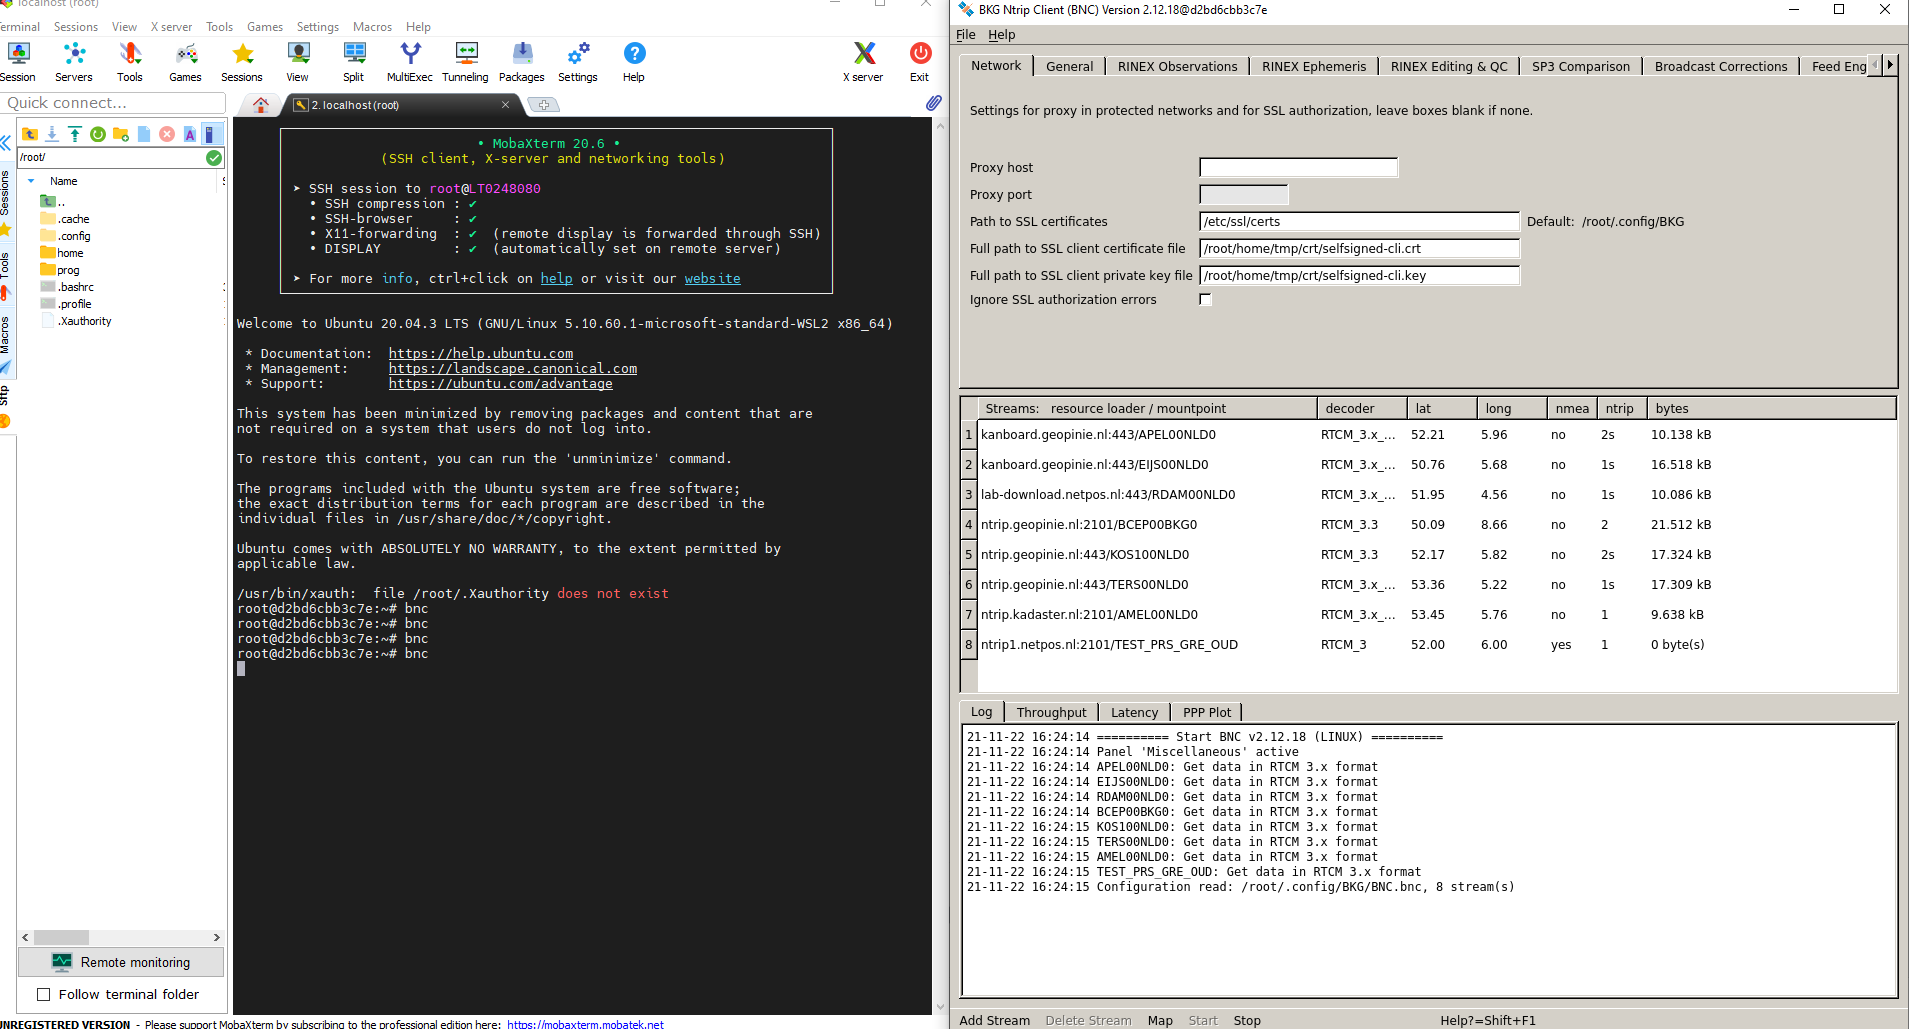 localhost (root)
Terminal Sessions View X server Tools Games Settings Macros Help
Session Servers Tools Games Sessions View Split MultiExec Tunneling Packages Settings Help X server Exit
Quick connect...
2. localhost (root)
/root/
Name
..
.cache
.config
home
prog
.bashrc
.profile
.Xauthority
Sessions
Tools
Macros
Sftp
Remote monitoring
Follow terminal folder
UNREGISTERED VERSION - Please support MobaXterm by subscribing to the professional edition here: https://mobaxterm.mobatek.net
• MobaXterm 20.6 •
(SSH client, X-server and networking tools)
➤ SSH session to root@LT0248080
• SSH compression : ✔
• SSH-browser : ✔
• X11-forwarding : ✔ (remote display is forwarded through SSH)
• DISPLAY : ✔ (automatically set on remote server)
➤ For more info, ctrl+click on help or visit our website
Welcome to Ubuntu 20.04.3 LTS (GNU/Linux 5.10.60.1-microsoft-standard-WSL2 x86_64)
* Documentation: https://help.ubuntu.com
* Management: https://landscape.canonical.com
* Support: https://ubuntu.com/advantage
This system has been minimized by removing packages and content that are
not required on a system that users do not log into.
To restore this content, you can run the 'unminimize' command.
The programs included with the Ubuntu system are free software;
the exact distribution terms for each program are described in the
individual files in /usr/share/doc/*/copyright.
Ubuntu comes with ABSOLUTELY NO WARRANTY, to the extent permitted by
applicable law.
/usr/bin/xauth: file /root/.Xauthority does not exist
root@d2bd6cbb3c7e:~# bnc
root@d2bd6cbb3c7e:~# bnc
root@d2bd6cbb3c7e:~# bnc
root@d2bd6cbb3c7e:~# bnc
BKG Ntrip Client (BNC) Version 2.12.18@d2bd6cbb3c7e
File Help
Network General RINEX Observations RINEX Ephemeris RINEX Editing & QC SP3 Comparison Broadcast Corrections Feed Eng
Settings for proxy in protected networks and for SSL authorization, leave boxes blank if none.
Proxy host
Proxy port
Path to SSL certificates /etc/ssl/certs Default: /root/.config/BKG
Full path to SSL client certificate file /root/home/tmp/crt/selfsigned-cli.crt
Full path to SSL client private key file /root/home/tmp/crt/selfsigned-cli.key
Ignore SSL authorization errors
Streams: resource loader / mountpoint decoder lat long nmea ntrip bytes
1 kanboard.geopinie.nl:443/APEL00NLD0 RTCM_3.x_... 52.21 5.96 no 2s 10.138 kB
2 kanboard.geopinie.nl:443/EIJS00NLD0 RTCM_3.x_... 50.76 5.68 no 1s 16.518 kB
3 lab-download.netpos.nl:443/RDAM00NLD0 RTCM_3.x_... 51.95 4.56 no 1s 10.086 kB
4 ntrip.geopinie.nl:2101/BCEP00BKG0 RTCM_3.3 50.09 8.66 no 2 21.512 kB
5 ntrip.geopinie.nl:443/KOS100NLD0 RTCM_3.3 52.17 5.82 no 2s 17.324 kB
6 ntrip.geopinie.nl:443/TERS00NLD0 RTCM_3.x_... 53.36 5.22 no 1s 17.309 kB
7 ntrip.kadaster.nl:2101/AMEL00NLD0 RTCM_3.x_... 53.45 5.76 no 1 9.638 kB
8 ntrip1.netpos.nl:2101/TEST_PRS_GRE_OUD RTCM_3 52.00 6.00 yes 1 0 byte(s)
Log Throughput Latency PPP Plot
21-11-22 16:24:14 ========== Start BNC v2.12.18 (LINUX) ==========
21-11-22 16:24:14 Panel 'Miscellaneous' active
21-11-22 16:24:14 APEL00NLD0: Get data in RTCM 3.x format
21-11-22 16:24:14 EIJS00NLD0: Get data in RTCM 3.x format
21-11-22 16:24:14 RDAM00NLD0: Get data in RTCM 3.x format
21-11-22 16:24:14 BCEP00BKG0: Get data in RTCM 3.x format
21-11-22 16:24:15 KOS100NLD0: Get data in RTCM 3.x format
21-11-22 16:24:15 TERS00NLD0: Get data in RTCM 3.x format
21-11-22 16:24:15 AMEL00NLD0: Get data in RTCM 3.x format
21-11-22 16:24:15 TEST_PRS_GRE_OUD: Get data in RTCM 3.x format
21-11-22 16:24:15 Configuration read: /root/.config/BKG/BNC.bnc, 8 stream(s)
Add Stream Delete Stream Map Start Stop Help?=Shift+F1